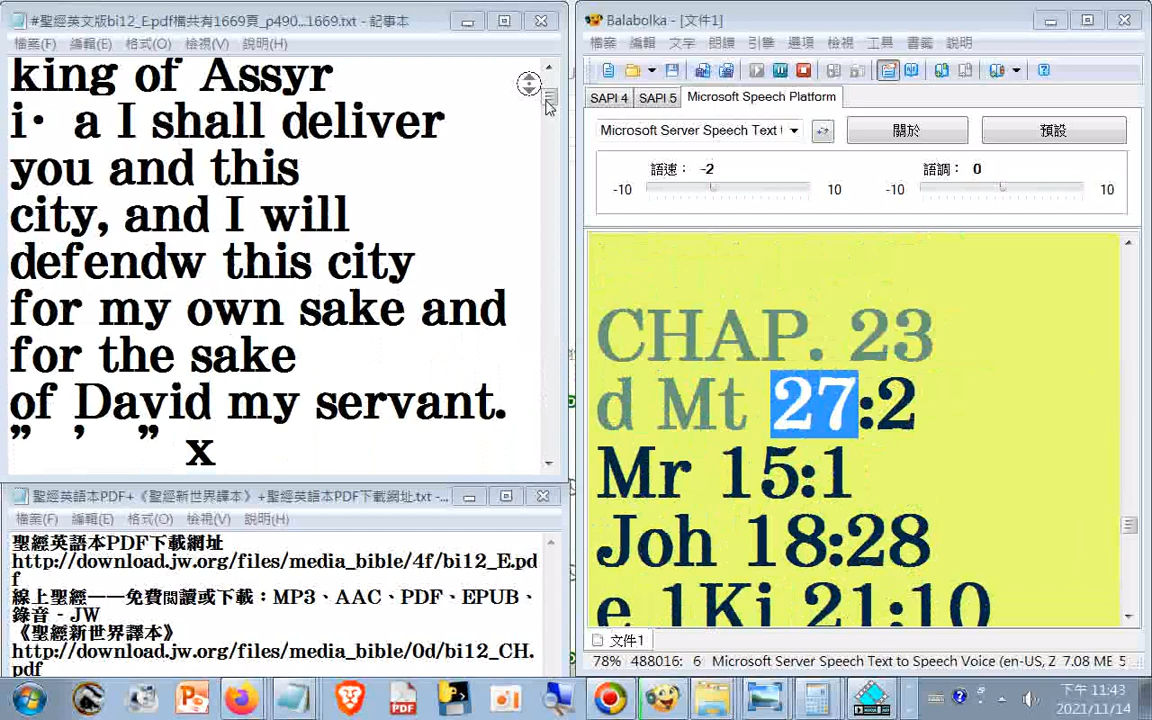 #聖經英文版bi12_E.pdf檔共有1669頁_p490...1669.txt - 記事本
檔案(F) 編輯(E) 格式(O) 檢視(V) 說明(H)
king of Assyr
i· a I shall deliver
you and this
city, and I will
defendw this city
for my own sake and
for the sake
of David my servant.
” ’ ” x
聖經英語本PDF+《聖經新世界譯本》+聖經英語本PDF下載網址.txt -...
檔案(F) 編輯(E) 格式(O) 檢視(V) 說明(H)
聖經英語本PDF下載網址
http://download.jw.org/files/media_bible/4f/bi12_E.pd
f
線上聖經──免費閱讀或下載：MP3、AAC、PDF、EPUB、
錄音 - JW
《聖經新世界譯本》
http://download.jw.org/files/media_bible/0d/bi12_CH.
pdf
Balabolka - [文件1]
檔案 編輯 文字 朗讀 引擎 選項 檢視 工具 書籤 說明
SAPI 4 SAPI 5 Microsoft Speech Platform
Microsoft Server Speech Text 關於 預設
語速： -2 語調： 0
-10 10 -10 10
CHAP. 23
d Mt 27:2
Mr 15:1
Joh 18:28
e 1Ki 21:10
文件1
78% 488016: 6 Microsoft Server Speech Text to Speech Voice (en-US, Z 7.08 ME 5
下午 11:43
2021/11/14